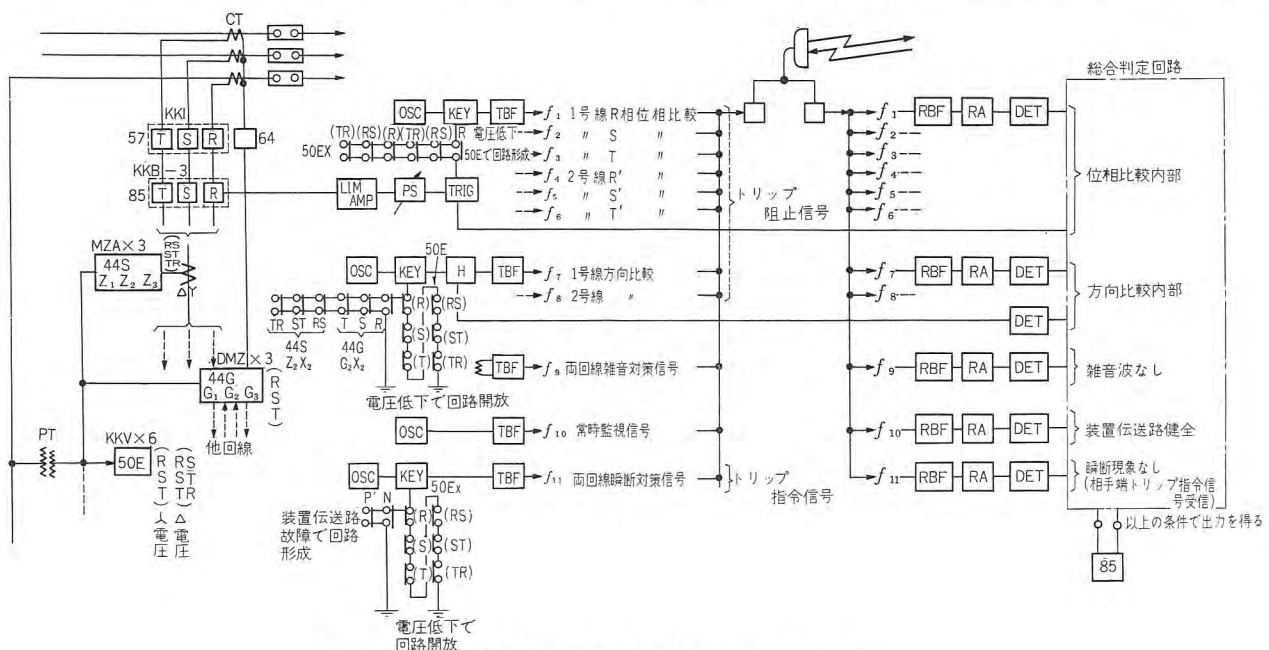 CT
KKI
57
T
S
R
64
KKB-3
85
T
S
R
MZA×3
44S
Z₁ Z₂ Z₃
(RS ST TR)
△
Y
DMZ×3
44G
G₁ G₂ G₃
(RST)
他回線
PT
KKV×6
50E
(RST)人電圧
(RS ST TR)△電圧
OSC
KEY
TBF
f₁ 1号線R相位相比較
(TR)(RS)(R)(TR)(RS)
R
電圧低下
50EX
50Eで回路形成
f₂ 〃 S 〃
f₃ 〃 T 〃
f₄ 2号線R′ 〃
f₅ 〃 S′ 〃
f₆ 〃 T′ 〃
トリップ
阻止信号
LIM AMP
PS
TRIG
50E
OSC
KEY
H
TBF
f₇ 1号線方向比較
f₈ 2号線 〃
(R)
(RS)
(S)
(ST)
(T)
(TR)
TR ST RS
T S R
44S
Z₂X₂
44G
G₂X₂
電圧低下で回路開放
TBF
f₉ 両回線雑音対策信号
OSC
TBF
f₁₀ 常時監視信号
OSC
KEY
50Ex
TBF
f₁₁ 両回線瞬断対策信号
トリップ
指令信号
P′ N
(R)
(RS)
(S)
(ST)
(T)
(TR)
装置伝送路
故障で回路
形成
電圧低下で
回路開放
総合判定回路
f₁
RBF
RA
DET
f₂
f₃
f₄
f₅
f₆
位相比較内部
f₇
RBF
RA
DET
f₈
DET
方向比較内部
f₉
RBF
RA
DET
雑音波なし
f₁₀
RBF
RA
DET
装置伝送路健全
f₁₁
RBF
RA
DET
瞬断現象なし
(相手端トリップ指令信
号受信)
以上の条件で出力を得る
85